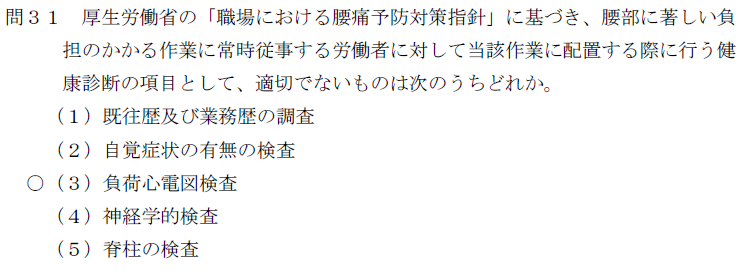 問３１　厚生労働省の「職場における腰痛予防対策指針」に基づき、腰部に著しい負
担のかかる作業に常時従事する労働者に対して当該作業に配置する際に行う健
康診断の項目として、適切でないものは次のうちどれか。
（１）既往歴及び業務歴の調査
（２）自覚症状の有無の検査
○（３）負荷心電図検査
（４）神経学的検査
（５）脊柱の検査